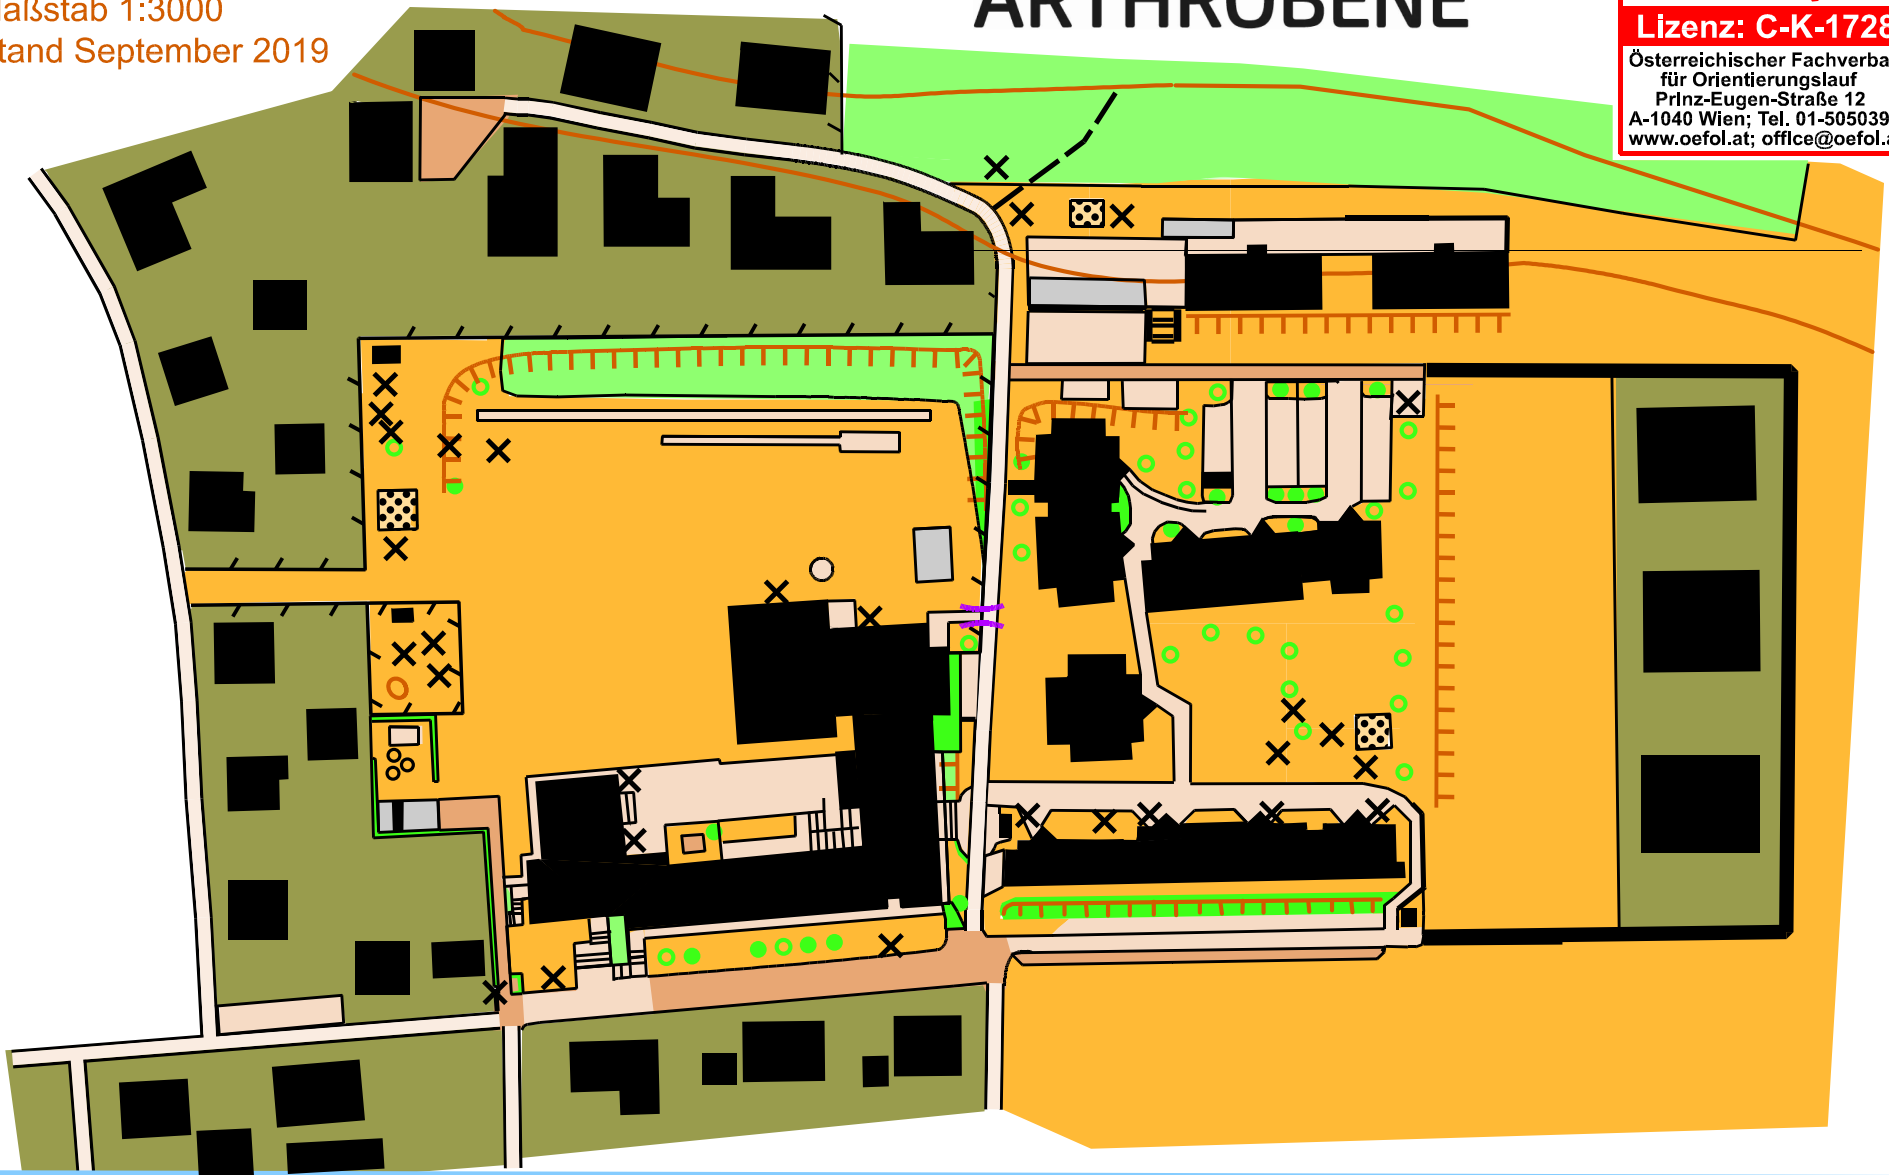 aßstab 1:3000
tand September 2019
ARTHROBENE
Lizenz: C-K-1728
Österreichischer Fachverba
für Orientierungslauf
Prinz-Eugen-Straße 12
A-1040 Wien; Tel. 01-505039
www.oefol.at; office@oefol.a